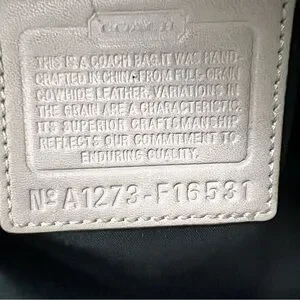 COACH
THIS IS A COACH BAG. IT WAS HAND-
CRAFTED IN CHINA FROM FULL GRAIN
COWHIDE LEATHER. VARIATIONS IN
THE GRAIN ARE A CHARACTERISTIC.
ITS SUPERIOR CRAFTSMANSHIP
REFLECTS OUR COMMITMENT TO
ENDURING QUALITY.
Nº A1273-F16531